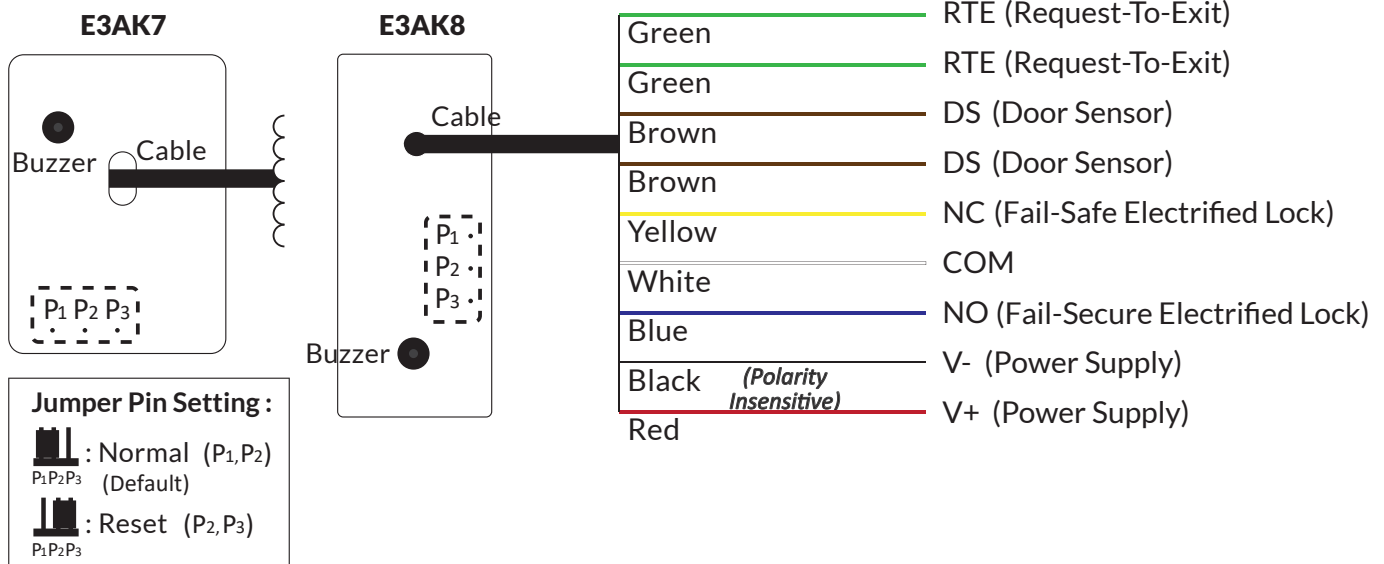 E3AK7
Buzzer
Cable
P1 P2 P3
E3AK8
Cable
P1
P2
P3
Buzzer
Green
RTE (Request-To-Exit)
Green
RTE (Request-To-Exit)
Brown
DS (Door Sensor)
Brown
DS (Door Sensor)
Yellow
NC (Fail-Safe Electrified Lock)
White
COM
Blue
NO (Fail-Secure Electrified Lock)
Black
(Polarity
Insensitive)
V- (Power Supply)
Red
V+ (Power Supply)
Jumper Pin Setting :
: Normal (P1,P2)
P1P2P3
(Default)
: Reset (P2,P3)
P1P2P3